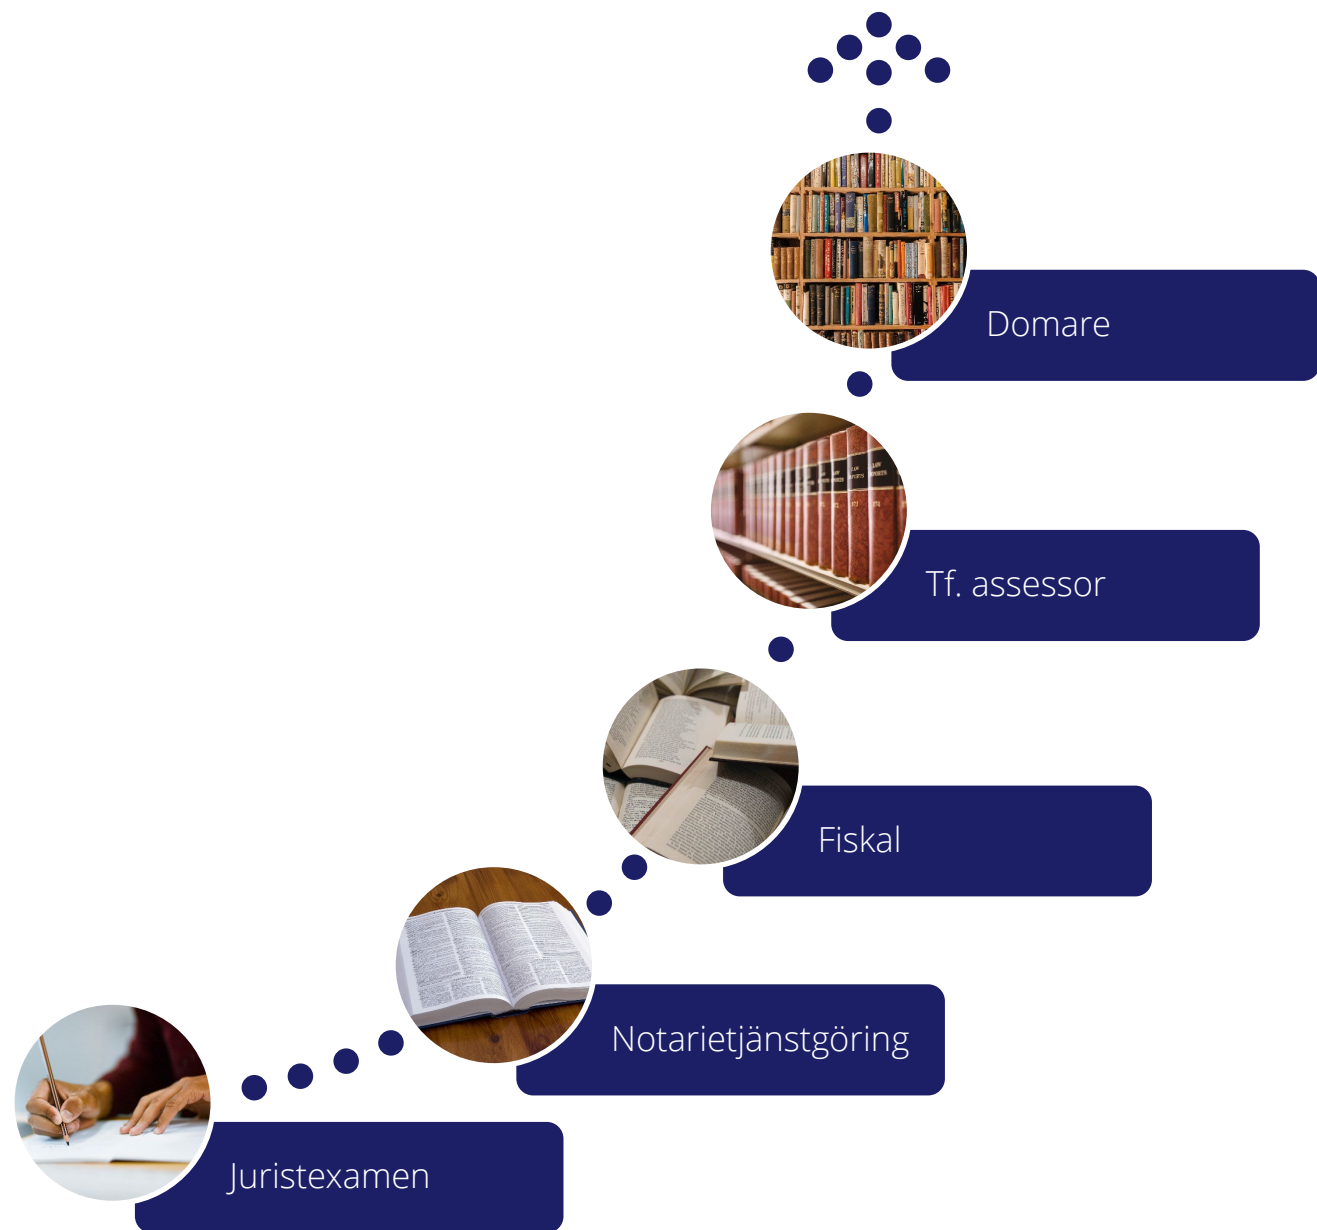 Domare
Tf. assessor
Fiskal
Notarietjänstgöring
Juristexamen